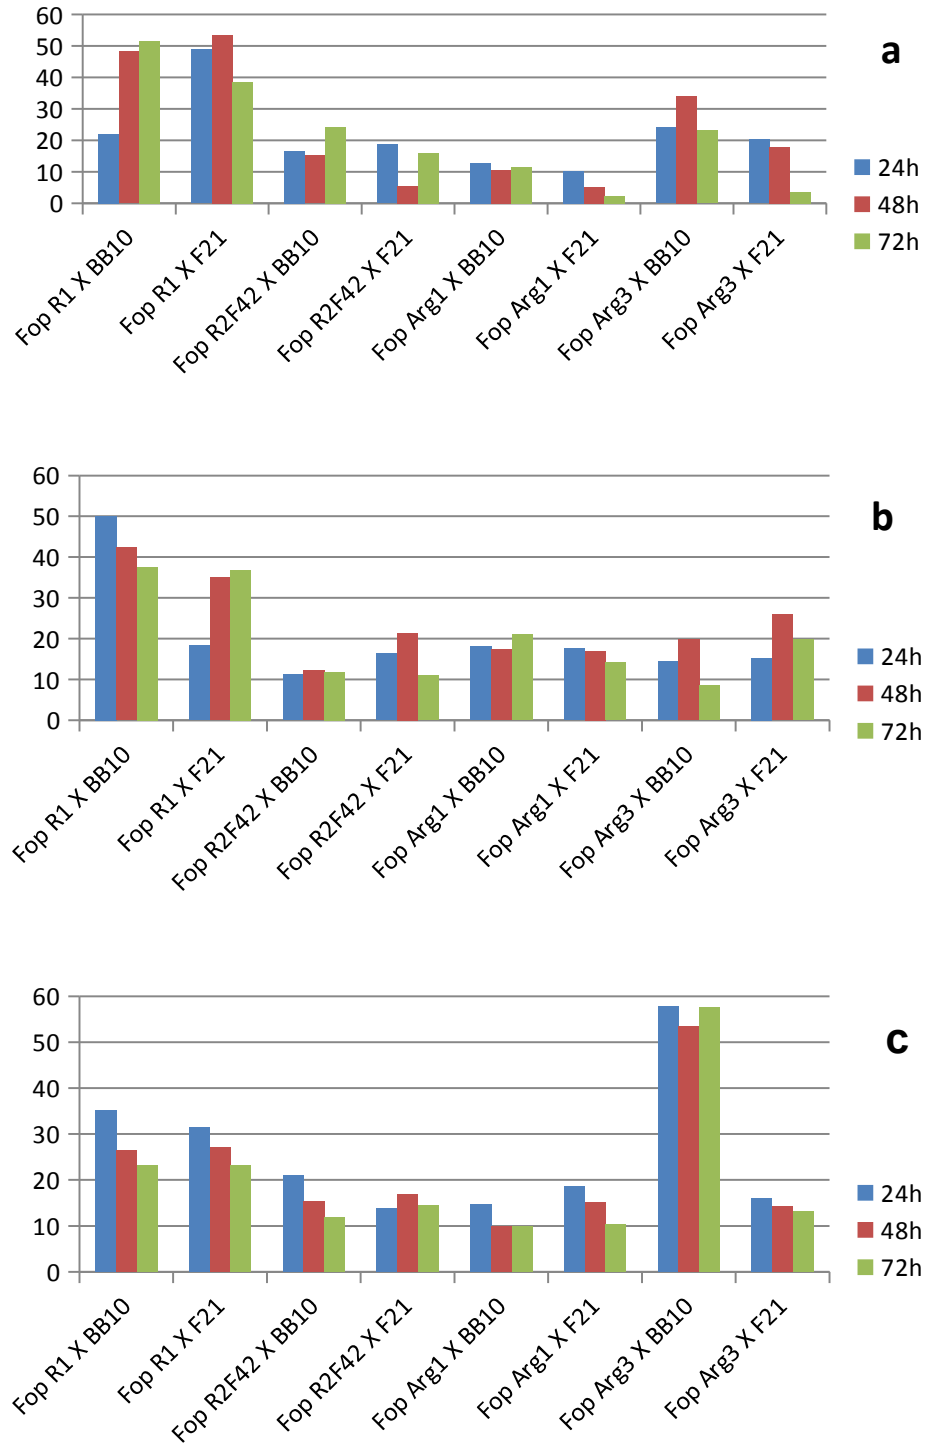 60
50
40
30
20
10
0
a
24h
48h
72h
Fop R1 X BB10
Fop R1 X F21
Fop R2F42 X BB10
Fop R2F42 X F21
Fop Arg1 X BB10
Fop Arg1 X F21
Fop Arg3 X BB10
Fop Arg3 X F21
60
50
40
30
20
10
0
b
24h
48h
72h
Fop R1 X BB10
Fop R1 X F21
Fop R2F42 X BB10
Fop R2F42 X F21
Fop Arg1 X BB10
Fop Arg1 X F21
Fop Arg3 X BB10
Fop Arg3 X F21
60
50
40
30
20
10
0
c
24h
48h
72h
Fop R1 X BB10
Fop R1 X F21
Fop R2F42 X BB10
Fop R2F42 X F21
Fop Arg1 X BB10
Fop Arg1 X F21
Fop Arg3 X BB10
Fop Arg3 X F21